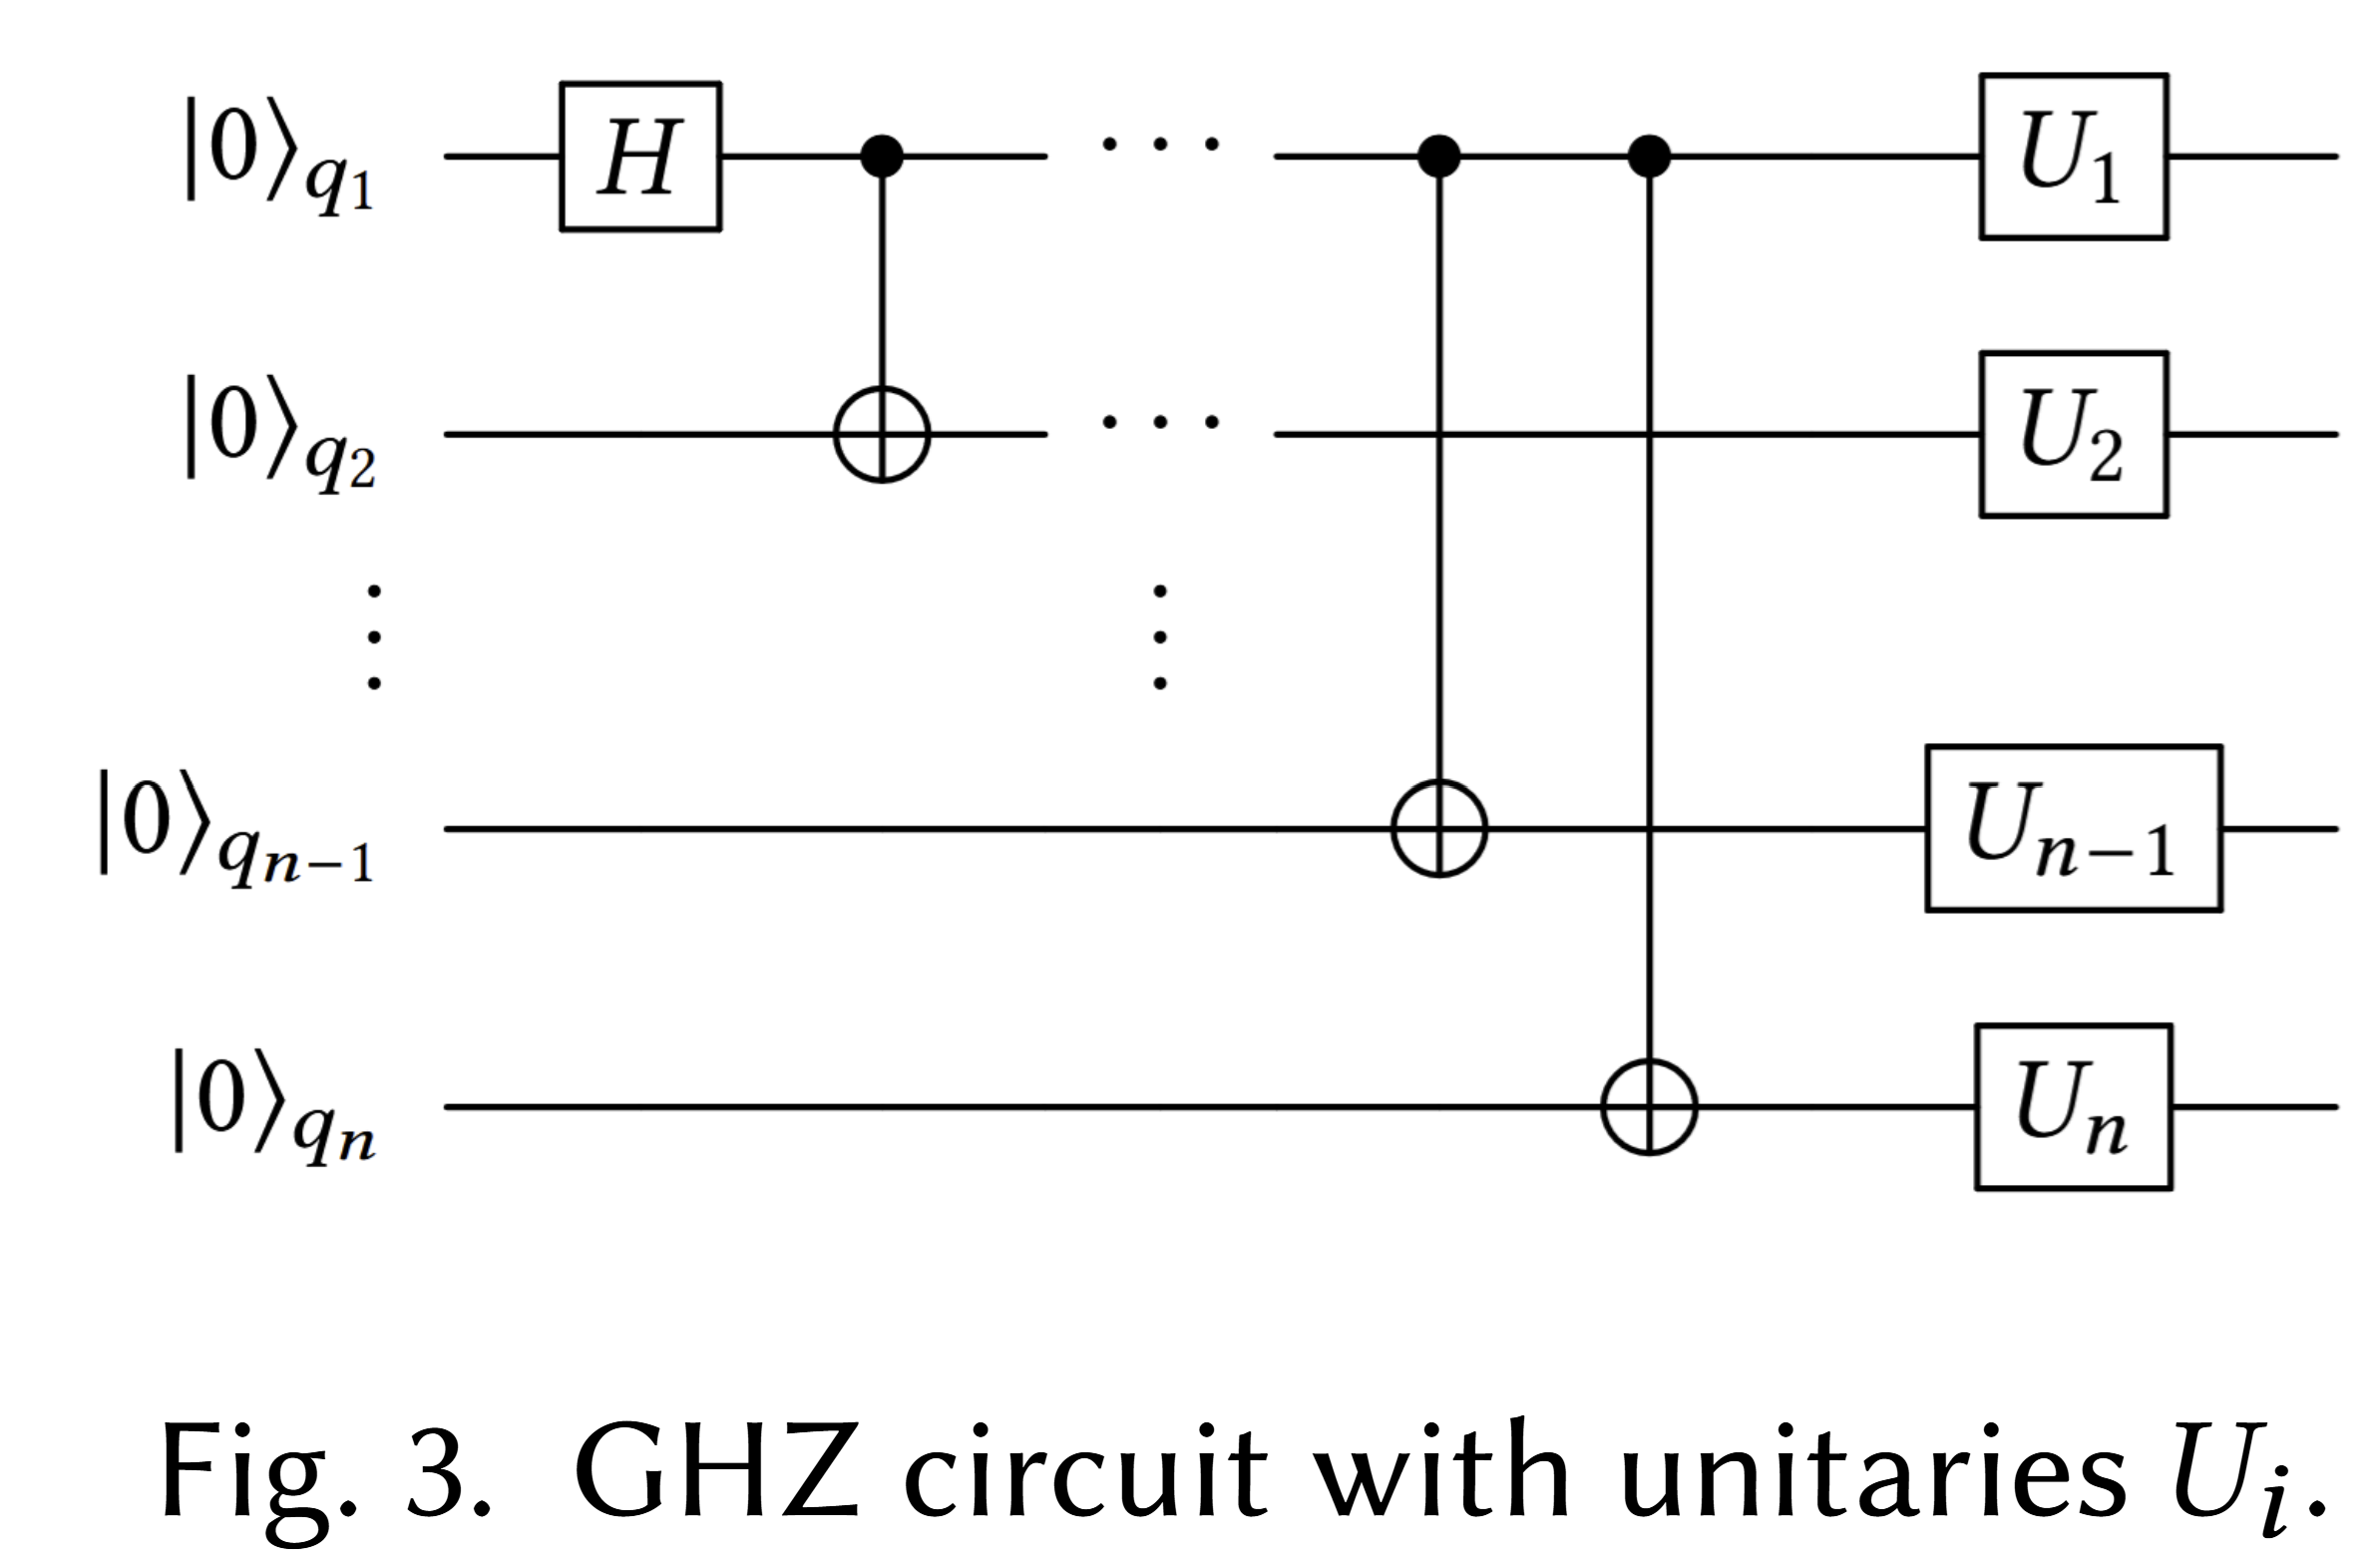 |0⟩q₁ H ··· U₁
|0⟩q₂ ··· U₂
⋮ ⋮
|0⟩qₙ₋₁ Uₙ₋₁
|0⟩qₙ Uₙ
Fig. 3. GHZ circuit with unitaries Uᵢ.